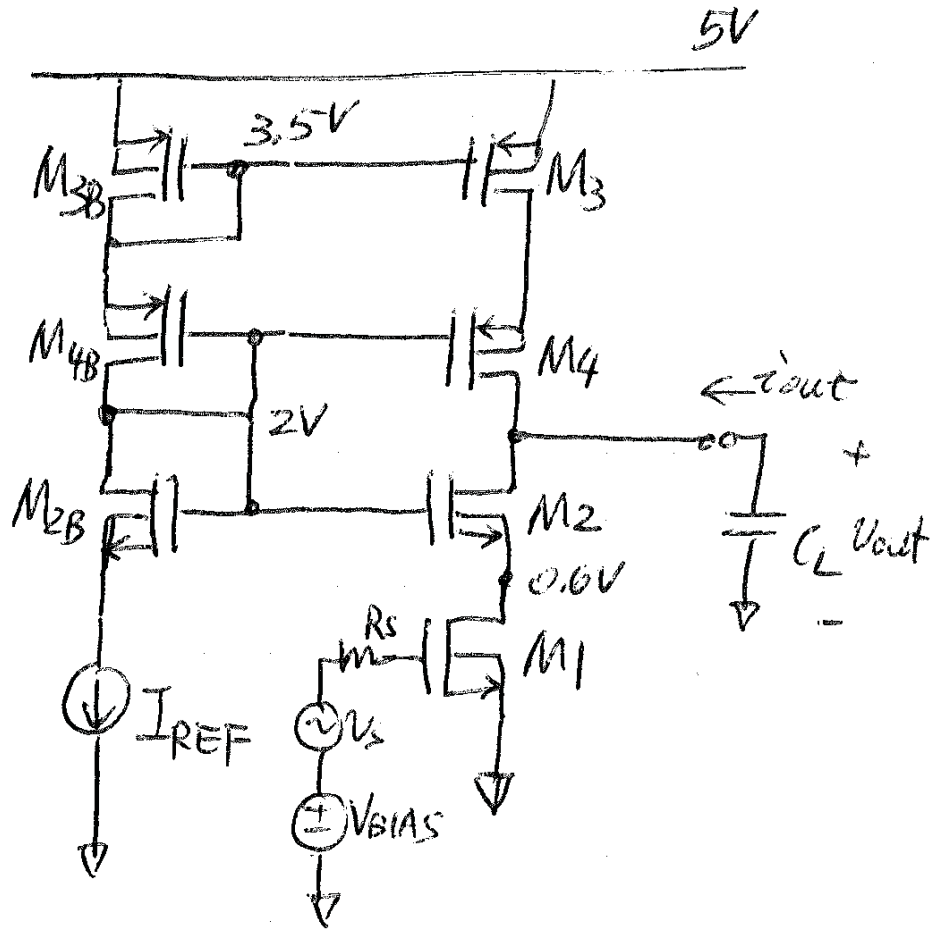 5V
3.5V
M3B
M3
M4B
M4
iout
2V
+
M2B
M2
CL
Vout
0.6V
-
Rs
M1
IREF
Vs
VBIAS